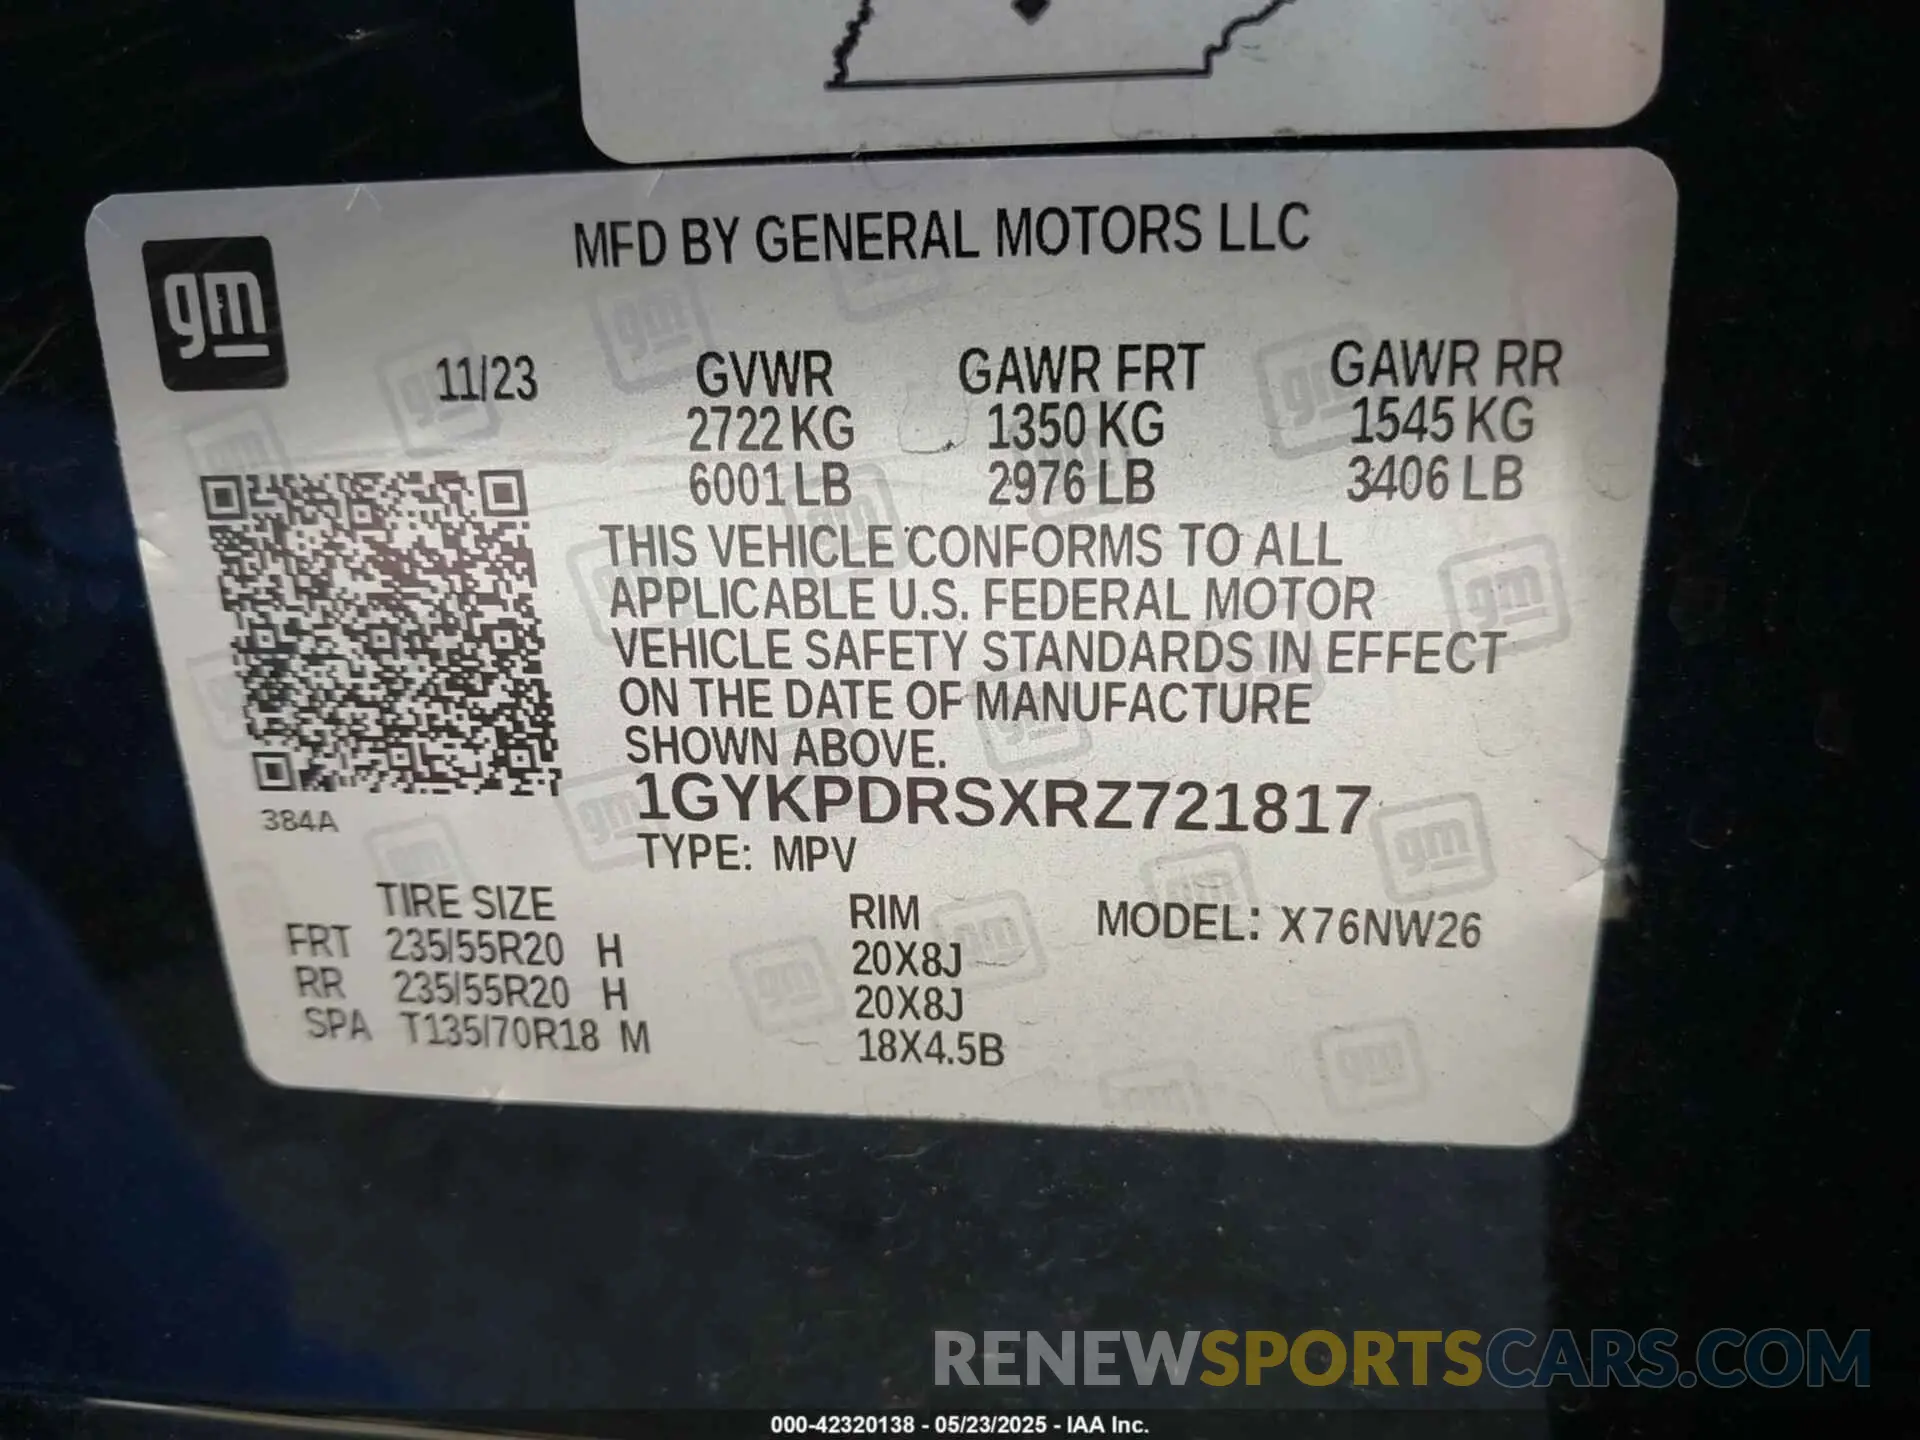 gm
MFD BY GENERAL MOTORS LLC
11/23 GVWR GAWR FRT GAWR RR
2722 KG 1350 KG 1545 KG
6001 LB 2976 LB 3406 LB
THIS VEHICLE CONFORMS TO ALL
APPLICABLE U.S. FEDERAL MOTOR
VEHICLE SAFETY STANDARDS IN EFFECT
ON THE DATE OF MANUFACTURE
SHOWN ABOVE.
1GYKPDRSXRZ721817
384A
TYPE: MPV
TIRE SIZE RIM MODEL: X76NW26
FRT 235/55R20 H 20X8J
RR 235/55R20 H 20X8J
SPA T135/70R18 M 18X4.5B
RENEWSPORTSCARS.COM
000-42320138 - 05/23/2025 - IAA Inc.